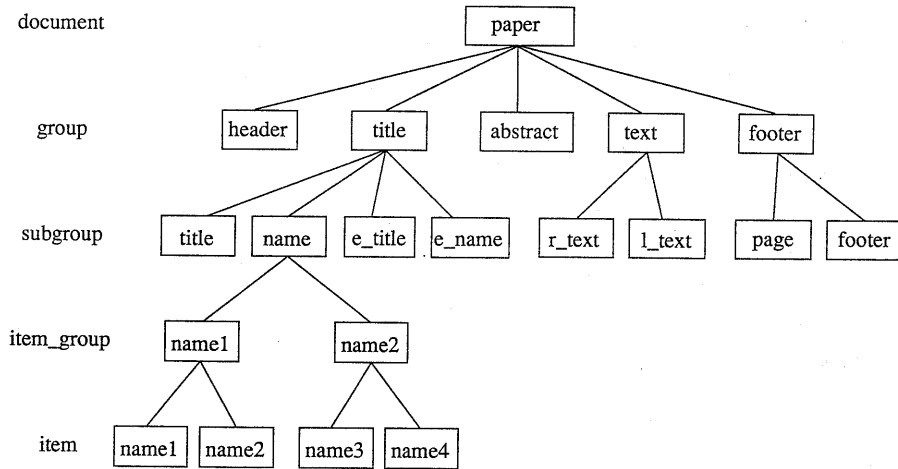 document paper
group header title abstract text footer
subgroup title name e_title e_name r_text l_text page footer
item_group name1 name2
item name1 name2 name3 name4